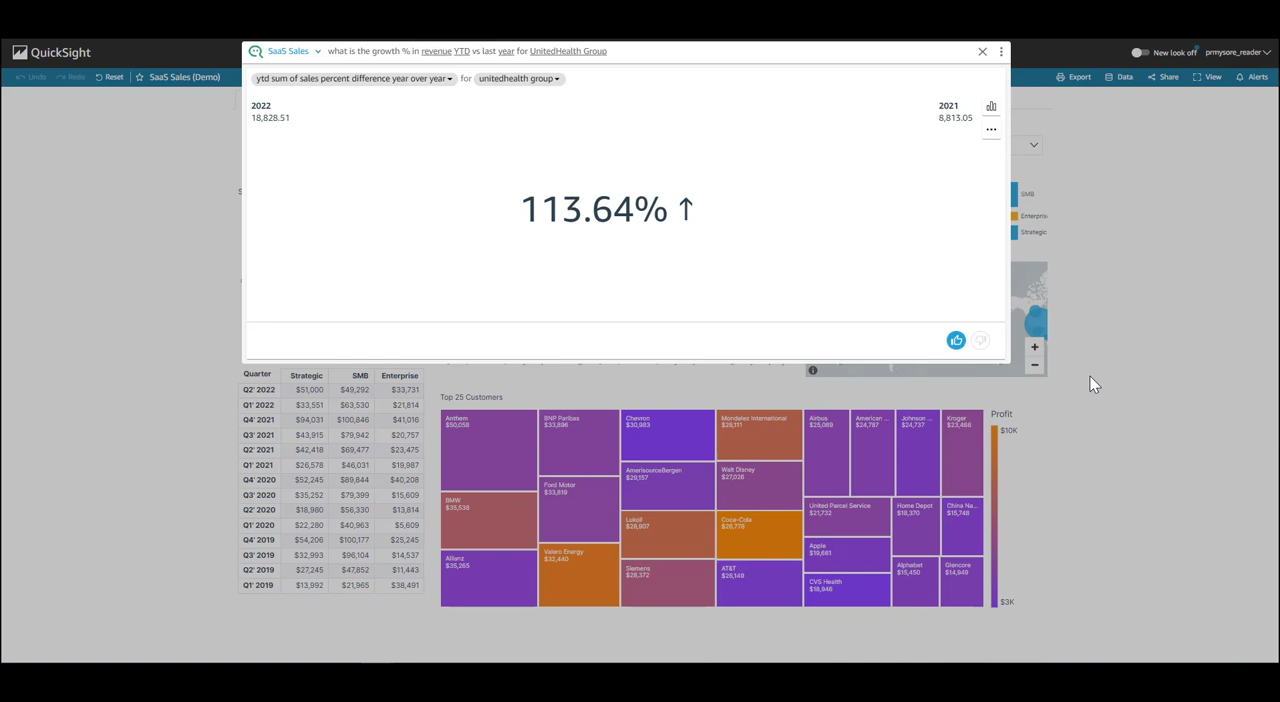 QuickSight
SaaS Sales what is the growth % in revenue YTD vs last year for UnitedHealth Group
New look off
prmysore_reader
Undo Redo Reset SaaS Sales (Demo)
Export Data Share View Alerts
ytd sum of sales percent difference year over year for unitedhealth group
2022
18,828.51
2021
8,813.05
113.64% ↑
SMB
Enterpris
Strategic
Quarter Strategic SMB Enterprise
Q2' 2022 $51,000 $49,292 $33,731
Q1' 2022 $33,551 $63,530 $21,814
Q4' 2021 $94,031 $100,846 $41,016
Q3' 2021 $43,915 $79,942 $20,757
Q2' 2021 $42,418 $69,477 $23,475
Q1' 2021 $26,578 $46,031 $19,987
Q4' 2020 $52,245 $89,844 $40,208
Q3' 2020 $35,252 $79,399 $15,609
Q2' 2020 $18,980 $56,330 $13,814
Q1' 2020 $22,280 $40,963 $5,609
Q4' 2019 $54,206 $100,177 $25,245
Q3' 2019 $32,993 $96,104 $14,537
Q2' 2019 $27,245 $47,852 $11,443
Q1' 2019 $13,992 $21,965 $38,491
Top 25 Customers
Anthem
$50,058
BMW
$35,538
Allianz
$35,265
BNP Paribas
$33,896
Ford Motor
$33,819
Valero Energy
$32,440
Chevron
$30,983
AmerisourceBergen
$29,157
Lukoil
$28,907
Siemens
$28,372
Mondelez International
$28,111
Walt Disney
$27,026
Coca-Cola
$26,778
AT&T
$26,149
Airbus
$25,089
American ...
$24,787
Johnson ...
$24,737
Kroger
$23,466
United Parcel Service
$21,732
Apple
$19,681
CVS Health
$18,946
Home Depot
$18,370
China Na...
$15,748
Alphabet
$15,450
Glencore
$14,949
Profit
$10K
$3K